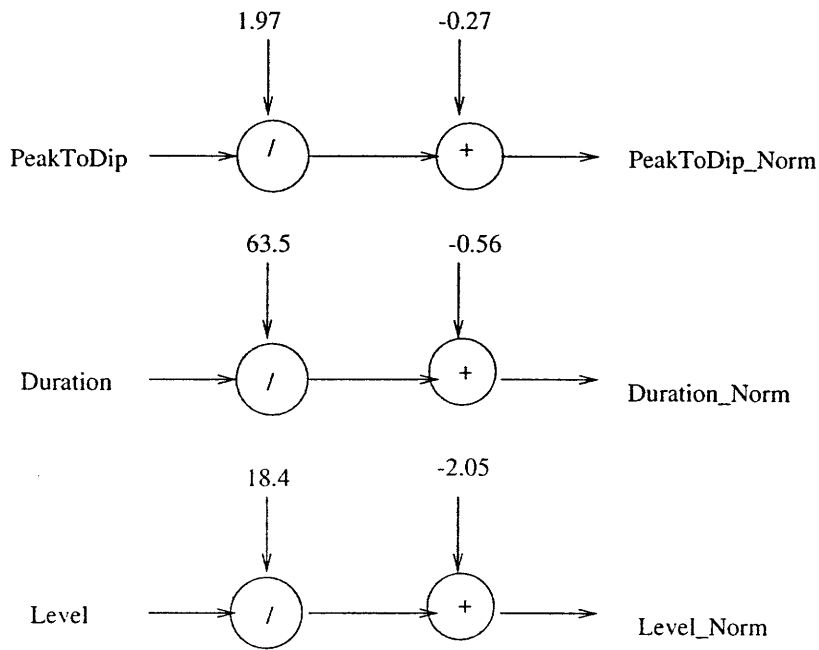 1.97 -0.27
PeakToDip / + PeakToDip_Norm
63.5 -0.56
Duration / + Duration_Norm
18.4 -2.05
Level / + Level_Norm